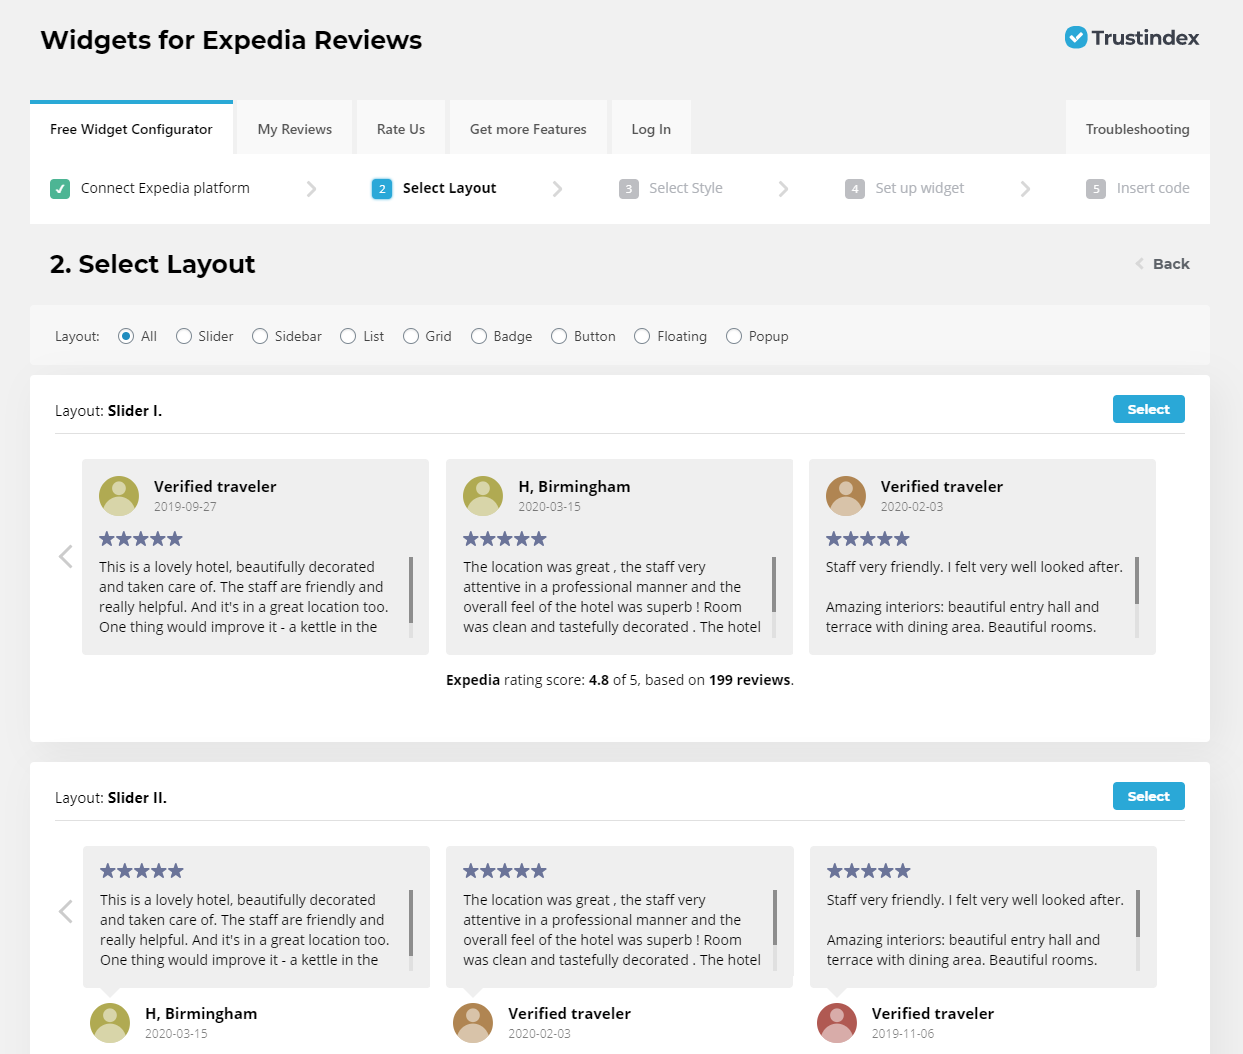 Widgets for Expedia Reviews
Trustindex
Free Widget Configurator
My Reviews
Rate Us
Get more Features
Log In
Troubleshooting
Connect Expedia platform
2 Select Layout
3 Select Style
4 Set up widget
5 Insert code
2. Select Layout
Back
Layout: All Slider Sidebar List Grid Badge Button Floating Popup
Layout: Slider I.
Select
Verified traveler
2019-09-27
This is a lovely hotel, beautifully decorated
and taken care of. The staff are friendly and
really helpful. And it's in a great location too.
One thing would improve it - a kettle in the
H, Birmingham
2020-03-15
The location was great , the staff very
attentive in a professional manner and the
overall feel of the hotel was superb ! Room
was clean and tastefully decorated . The hotel
Verified traveler
2020-02-03
Staff very friendly. I felt very well looked after.
Amazing interiors: beautiful entry hall and
terrace with dining area. Beautiful rooms.
Expedia rating score: 4.8 of 5, based on 199 reviews.
Layout: Slider II.
Select
This is a lovely hotel, beautifully decorated
and taken care of. The staff are friendly and
really helpful. And it's in a great location too.
One thing would improve it - a kettle in the
H, Birmingham
2020-03-15
The location was great , the staff very
attentive in a professional manner and the
overall feel of the hotel was superb ! Room
was clean and tastefully decorated . The hotel
Verified traveler
2020-02-03
Staff very friendly. I felt very well looked after.
Amazing interiors: beautiful entry hall and
terrace with dining area. Beautiful rooms.
Verified traveler
2019-11-06